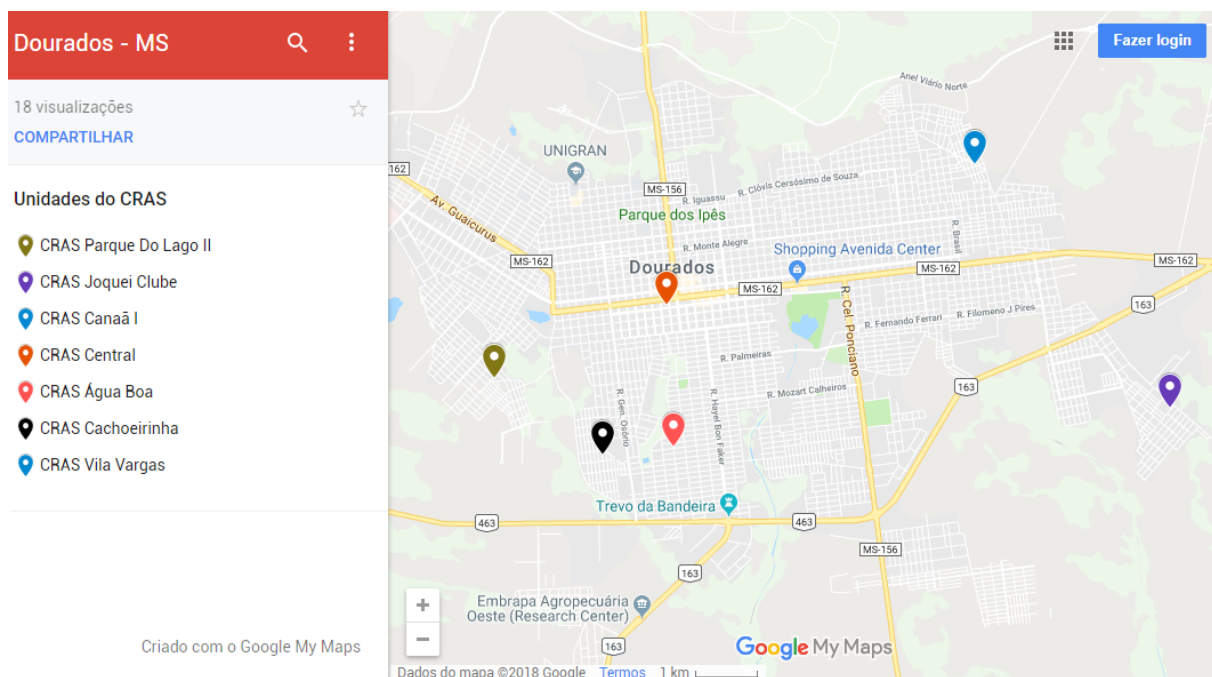 Dourados - MS
18 visualizações
COMPARTILHAR
Unidades do CRAS
CRAS Parque Do Lago II
CRAS Joquei Clube
CRAS Canaã I
CRAS Central
CRAS Água Boa
CRAS Cachoeirinha
CRAS Vila Vargas
Criado com o Google My Maps
Fazer login
Anel Viário Norte
UNIGRAN
162
MS-156
R. Clóvis Cersósimo de Souza
R. Iguassu
Av. Guaicurus
Parque dos Ipês
R. Brasil
R. Monte Alegre
Shopping Avenida Center
MS-162
Dourados
MS-162
MS-162
MS-162
163
R. Cel. Ponciano
R. Fernando Ferrari
R. Filomeno J Pires
R. Palmeiras
163
R. Mozart Calheiros
R. Gen. Osório
R. Hayel Bon Faker
Trevo da Bandeira
463
463
MS-156
163
Embrapa Agropecuária
Oeste (Research Center)
163
Google My Maps
Dados do mapa ©2018 Google
Termos
1 km